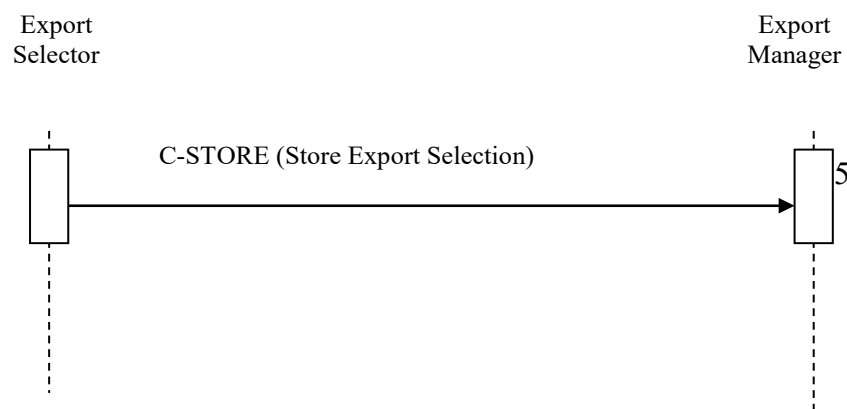 Export
Selector
Export
Manager
C-STORE (Store Export Selection)
5